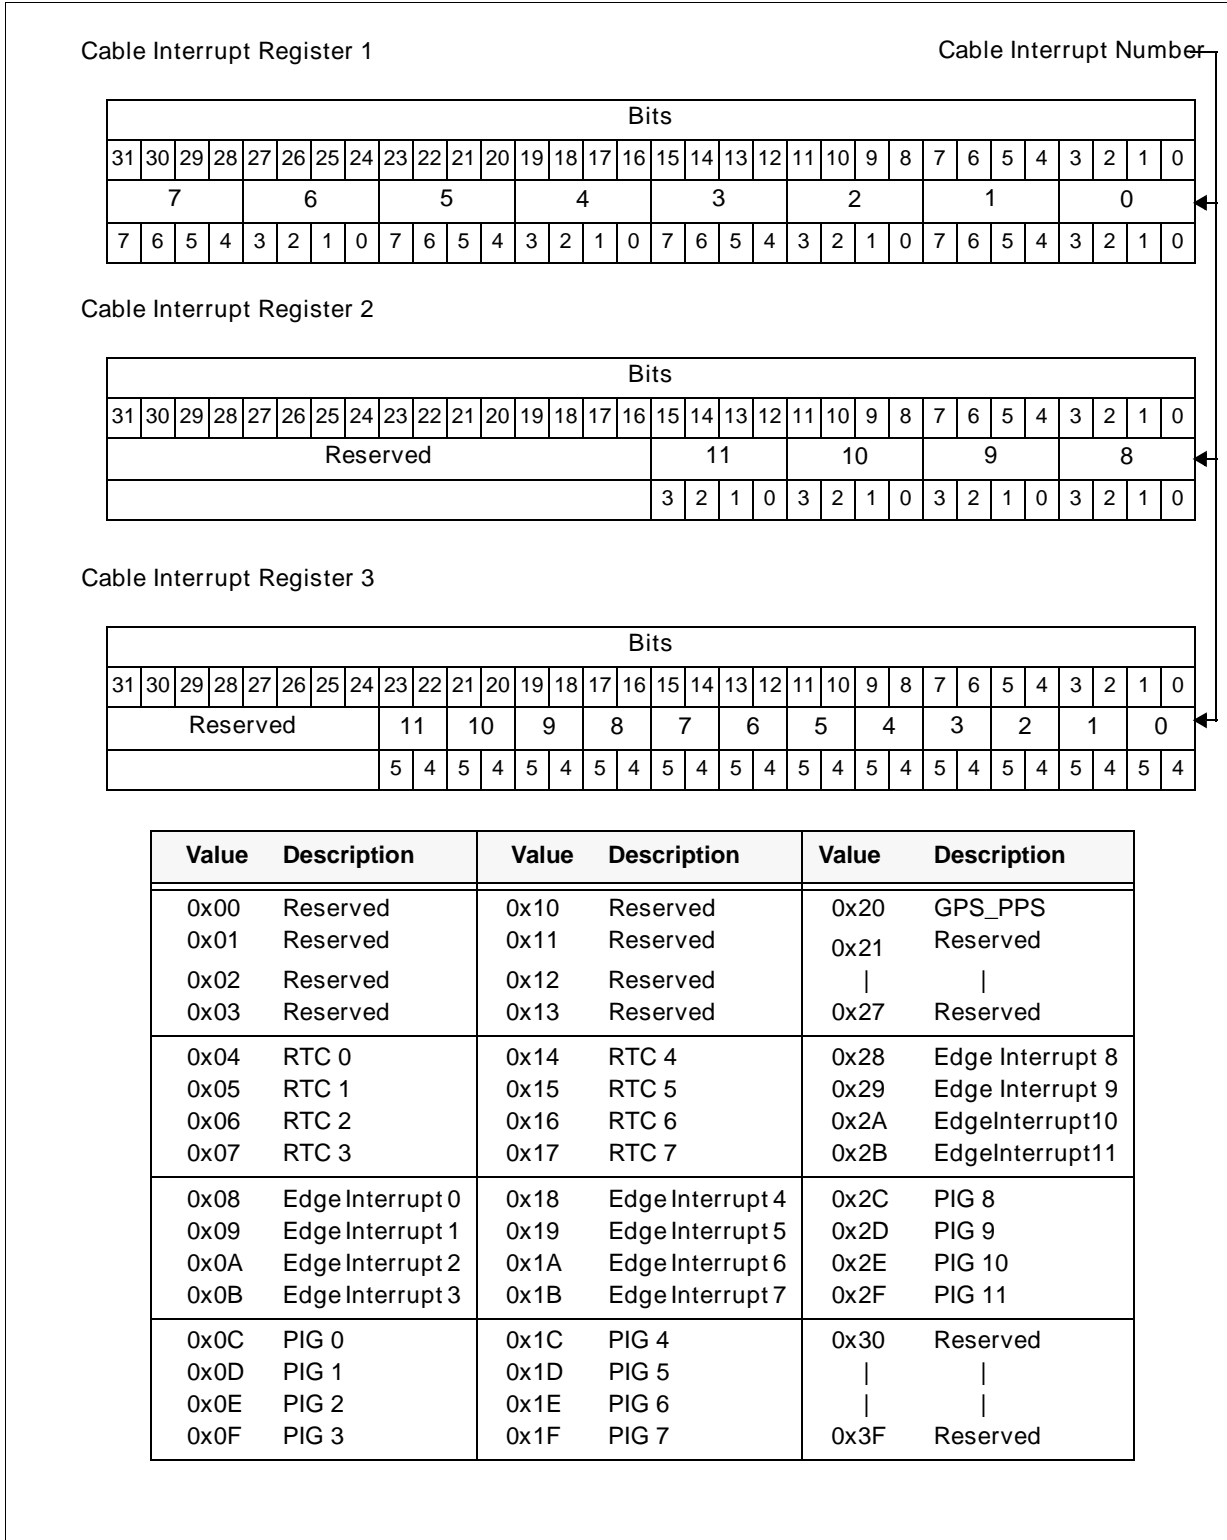 Cable Interrupt Register 1 Cable Interrupt Number
Bits
31 30 29 28 27 26 25 24 23 22 21 20 19 18 17 16 15 14 13 12 11 10 9 8 7 6 5 4 3 2 1 0
7 6 5 4 3 2 1 0
7 6 5 4 3 2 1 0 7 6 5 4 3 2 1 0 7 6 5 4 3 2 1 0 7 6 5 4 3 2 1 0
Cable Interrupt Register 2
Bits
31 30 29 28 27 26 25 24 23 22 21 20 19 18 17 16 15 14 13 12 11 10 9 8 7 6 5 4 3 2 1 0
Reserved 11 10 9 8
3 2 1 0 3 2 1 0 3 2 1 0 3 2 1 0
Cable Interrupt Register 3
Bits
31 30 29 28 27 26 25 24 23 22 21 20 19 18 17 16 15 14 13 12 11 10 9 8 7 6 5 4 3 2 1 0
Reserved 11 10 9 8 7 6 5 4 3 2 1 0
5 4 5 4 5 4 5 4 5 4 5 4 5 4 5 4 5 4 5 4 5 4 5 4
Value Description Value Description Value Description
0x00 Reserved 0x10 Reserved 0x20 GPS_PPS
0x01 Reserved 0x11 Reserved 0x21 Reserved
0x02 Reserved 0x12 Reserved | |
0x03 Reserved 0x13 Reserved 0x27 Reserved
0x04 RTC 0 0x14 RTC 4 0x28 Edge Interrupt 8
0x05 RTC 1 0x15 RTC 5 0x29 Edge Interrupt 9
0x06 RTC 2 0x16 RTC 6 0x2A EdgeInterrupt10
0x07 RTC 3 0x17 RTC 7 0x2B EdgeInterrupt11
0x08 Edge Interrupt 0 0x18 Edge Interrupt 4 0x2C PIG 8
0x09 Edge Interrupt 1 0x19 Edge Interrupt 5 0x2D PIG 9
0x0A Edge Interrupt 2 0x1A Edge Interrupt 6 0x2E PIG 10
0x0B Edge Interrupt 3 0x1B Edge Interrupt 7 0x2F PIG 11
0x0C PIG 0 0x1C PIG 4 0x30 Reserved
0x0D PIG 1 0x1D PIG 5 | |
0x0E PIG 2 0x1E PIG 6 | |
0x0F PIG 3 0x1F PIG 7 0x3F Reserved